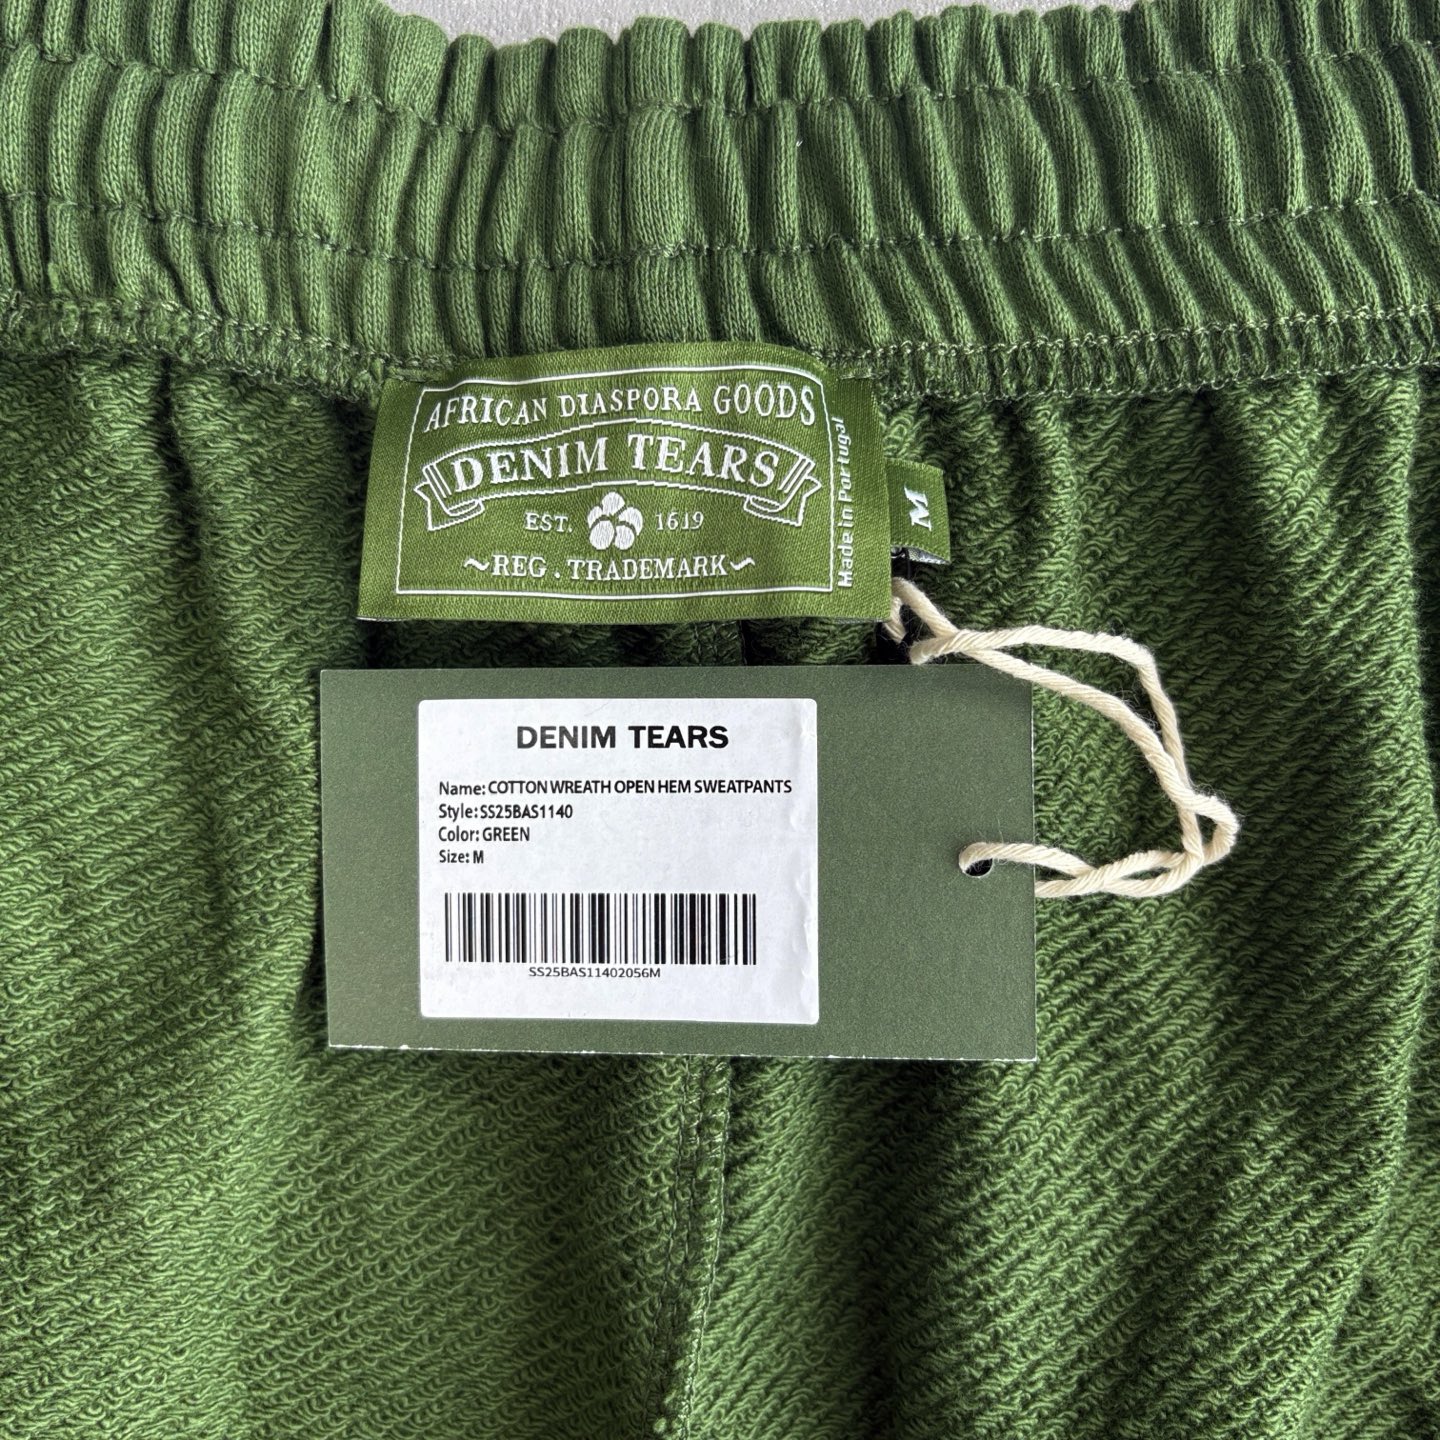 AFRICAN DIASPORA GOODS
DENIM TEARS
EST. 1619
~REG . TRADEMARK~
Made in Portugal
M
DENIM TEARS
Name: COTTON WREATH OPEN HEM SWEATPANTS
Style: SS25BAS1140
Color: GREEN
Size: M
SS25BAS11402056M